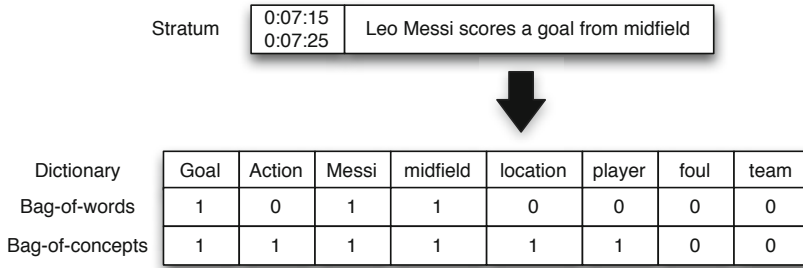 Stratum 0:07:15 Leo Messi scores a goal from midfield
0:07:25
Dictionary Goal Action Messi midfield location player foul team
Bag-of-words 1 0 1 1 0 0 0 0
Bag-of-concepts 1 1 1 1 1 1 0 0